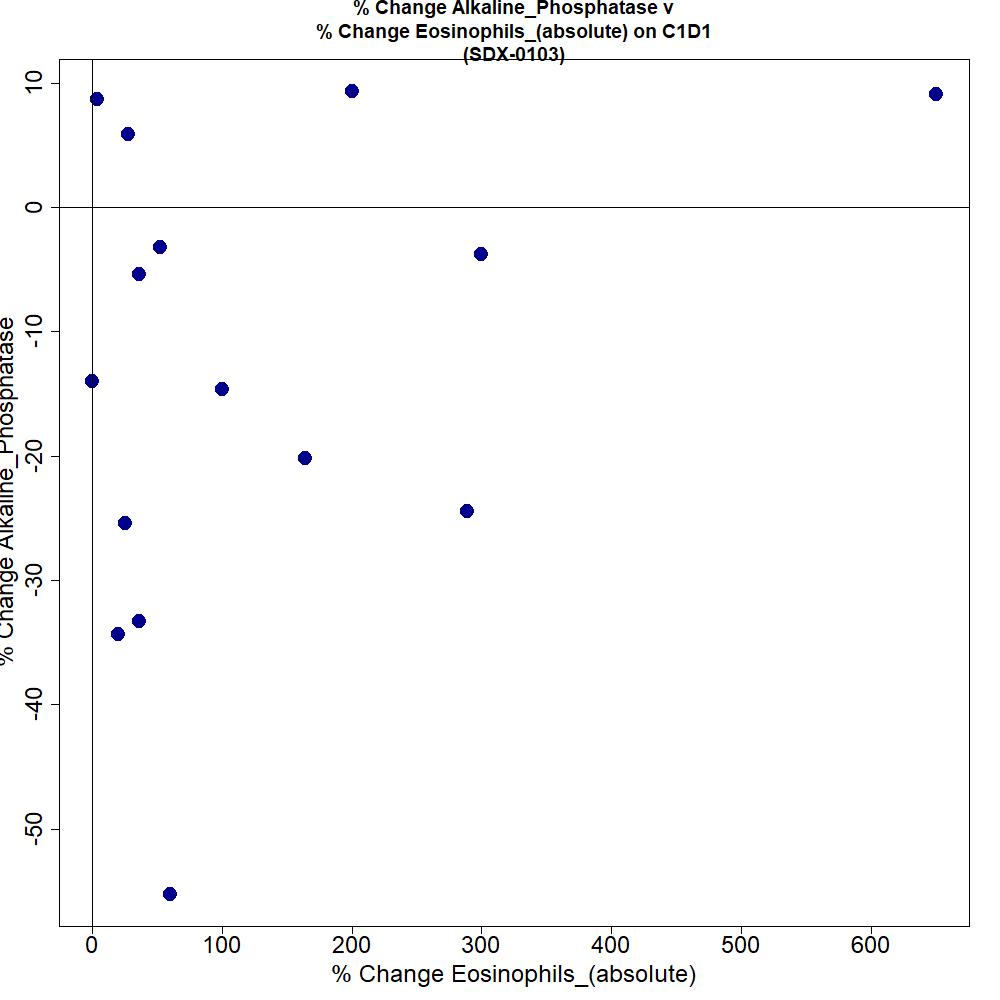 % Change Alkaline_Phosphatase v
% Change Eosinophils_(absolute) on C1D1
(SDX-0103)
10
0
-10
-20
-30
-40
-50
% Change Alkaline_Phosphatase
0 100 200 300 400 500 600
% Change Eosinophils_(absolute)